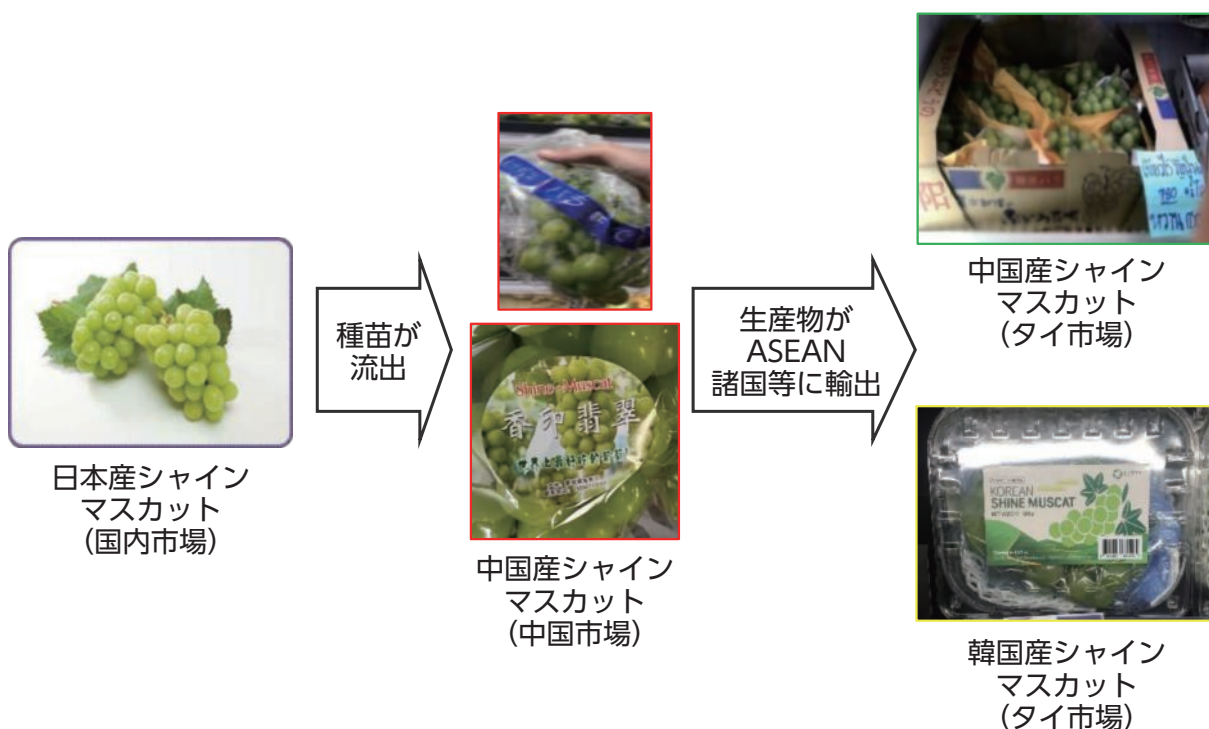 日本産シャイン
マスカット
（国内市場）
種苗が
流出
Shine-Muscat
香印翡翠
中国産シャイン
マスカット
（中国市場）
生産物が
ASEAN
諸国等に輸出
中国産シャイン
マスカット
（タイ市場）
KOREAN
SHINE MUSCAT
韓国産シャイン
マスカット
（タイ市場）